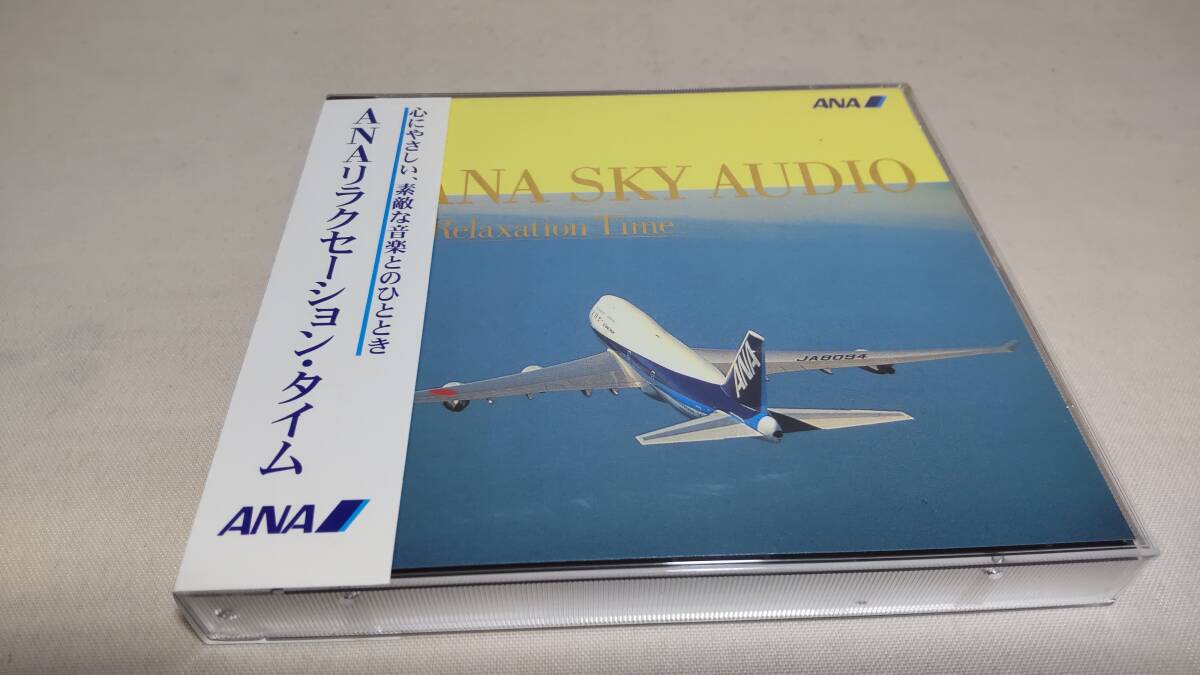 心にやさしい、素敵な音楽とのひととき
ANAリラクセーション・タイム
ANA
ANA
ANA SKY AUDIO
Relaxation Time
ANA
JA8094